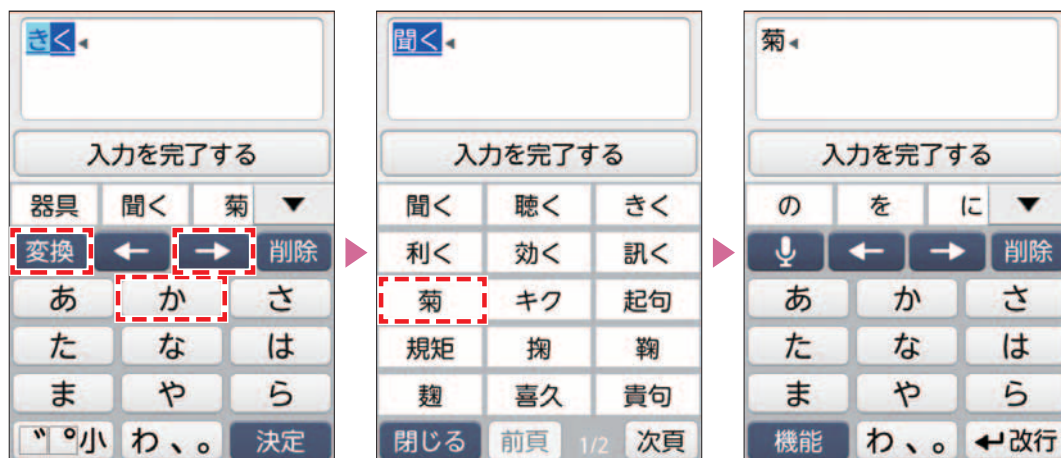 きく
入力を完了する
器具 聞く 菊 ▼
変換 ← → 削除
あ か さ
た な は
ま や ら
゛゜小 わ、。 決定
聞く
入力を完了する
聞く 聴く きく
利く 効く 訊く
菊 キク 起句
規矩 掬 鞠
麹 喜久 貴句
閉じる 前頁 1/2 次頁
菊
入力を完了する
の を に ▼
← → 削除
あ か さ
た な は
ま や ら
機能 わ、。 改行